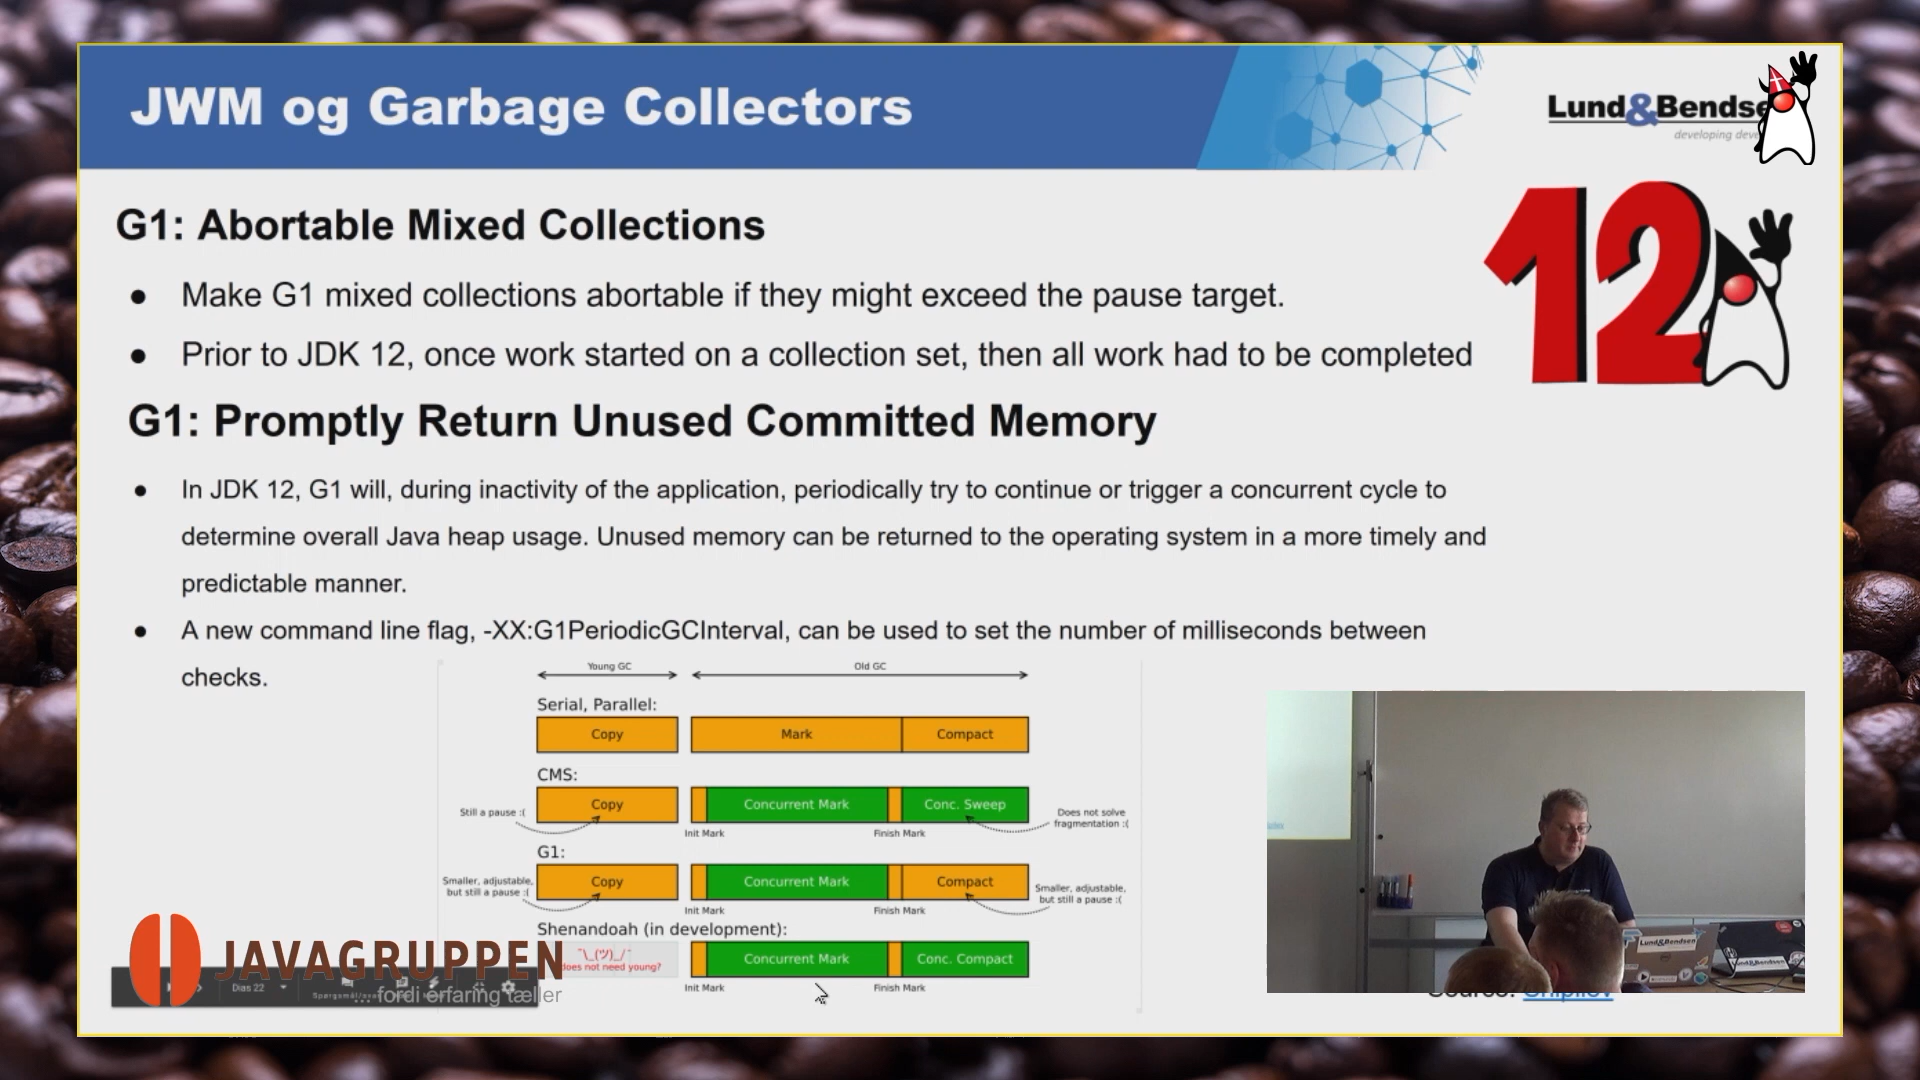 JWM og Garbage Collectors
Lund&Bendse
developing deve
12
G1: Abortable Mixed Collections
● Make G1 mixed collections abortable if they might exceed the pause target.
● Prior to JDK 12, once work started on a collection set, then all work had to be completed
G1: Promptly Return Unused Committed Memory
● In JDK 12, G1 will, during inactivity of the application, periodically try to continue or trigger a concurrent cycle to
determine overall Java heap usage. Unused memory can be returned to the operating system in a more timely and
predictable manner.
● A new command line flag, -XX:G1PeriodicGCInterval, can be used to set the number of milliseconds between
checks.
Young GC
Old GC
Serial, Parallel:
Copy
Mark
Compact
CMS:
Copy
Concurrent Mark
Conc. Sweep
Still a pause :(
Does not solve
fragmentation :(
Init Mark
Finish Mark
G1:
Copy
Concurrent Mark
Compact
Smaller, adjustable,
but still a pause :(
Smaller, adjustable,
but still a pause :(
Init Mark
Finish Mark
Shenandoah (in development):
¯\_(ツ)_/¯
does not need young?
Concurrent Mark
Conc. Compact
Init Mark
Finish Mark
JAVAGRUPPEN
fordi erfaring tæller
Dias 22
Lund&Bendsen
Lund&Bendsen
Source: Shipilev